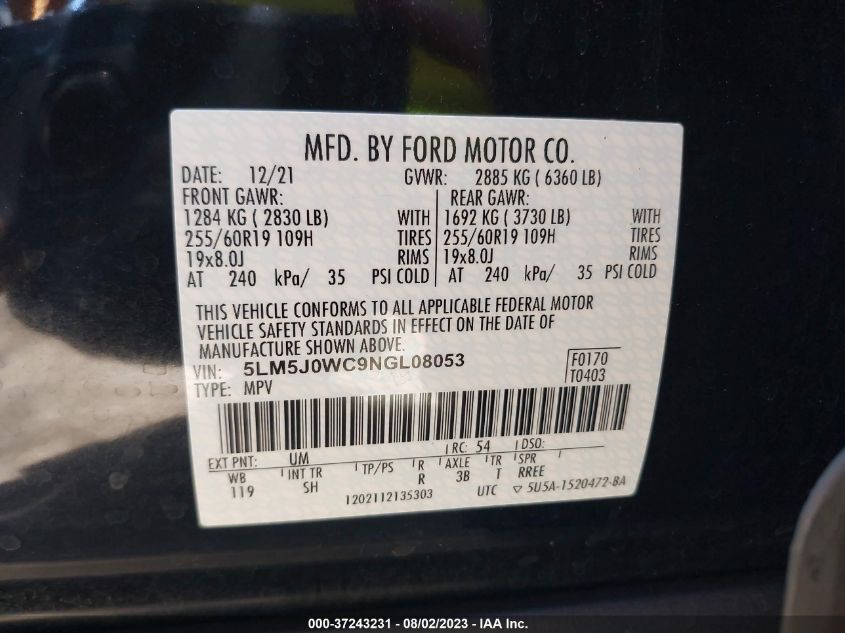 MFD. BY FORD MOTOR CO.
DATE: 12/21 GVWR: 2885 KG ( 6360 LB)
FRONT GAWR: REAR GAWR:
1284 KG ( 2830 LB) WITH 1692 KG ( 3730 LB) WITH
255/60R19 109H TIRES 255/60R19 109H TIRES
19x8.0J RIMS 19x8.0J RIMS
AT 240 kPa/ 35 PSI COLD AT 240 kPa/ 35 PSI COLD
THIS VEHICLE CONFORMS TO ALL APPLICABLE FEDERAL MOTOR
VEHICLE SAFETY STANDARDS IN EFFECT ON THE DATE OF
MANUFACTURE SHOWN ABOVE.
VIN: 5LM5J0WC9NGL08053 F0170
TYPE: MPV T0403
EXT PNT: UM RC: 54 DSO:
WB INT TR TP/PS R AXLE TR SPR
119 SH R 3B T RREE
1202112135303 UTC ▽ 5U5A-1520472-BA
000-37243231 - 08/02/2023 - IAA Inc.